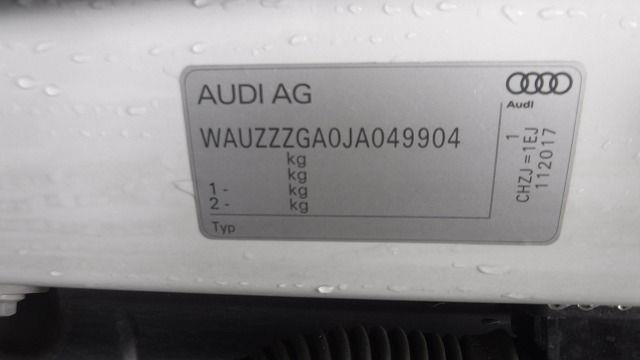 AUDI AG
Audi
WAUZZZGA0JA049904
kg
kg
1 - kg
2 - kg
Typ
1
CHZJ = 1EJ
112017